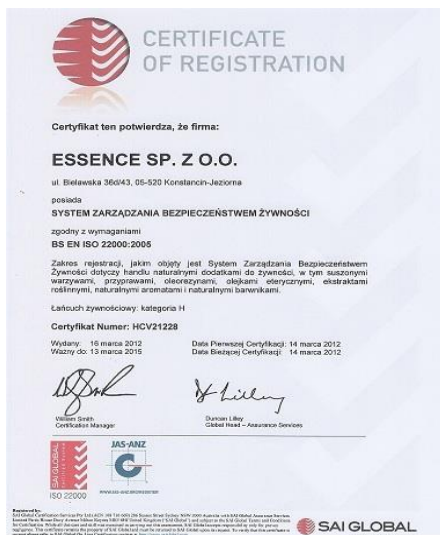 CERTIFICATE
OF REGISTRATION
Certyfikat ten potwierdza, że firma:
ESSENCE SP. Z O.O.
ul. Bielawska 36d/43, 05-520 Konstancin-Jeziorna
posiada
SYSTEM ZARZĄDZANIA BEZPIECZEŃSTWEM ŻYWNOŚCI
zgodny z wymaganiami
BS EN ISO 22000:2005
Zakres rejestracji, jakim objęty jest System Zarządzania Bezpieczeństwem
Żywności dotyczy handlu naturalnymi dodatkami do żywności, w tym suszonymi
warzywami, przyprawami, oleorezynami, olejkami eterycznymi, ekstraktami
roślinnymi, naturalnymi aromatami i naturalnymi barwnikami.
Łańcuch żywnościowy: kategoria H
Certyfikat Numer: HCV21228
Wydany: 16 marca 2012 Data Pierwszej Certyfikacji: 14 marca 2012
Ważny do: 13 marca 2015 Data Bieżącej Certyfikacji: 14 marca 2012
William Smith Duncan Lilley
Certification Manager Global Head – Assurance Services
SAI GLOBAL
ISO 22000
JAS-ANZ
SAI GLOBAL